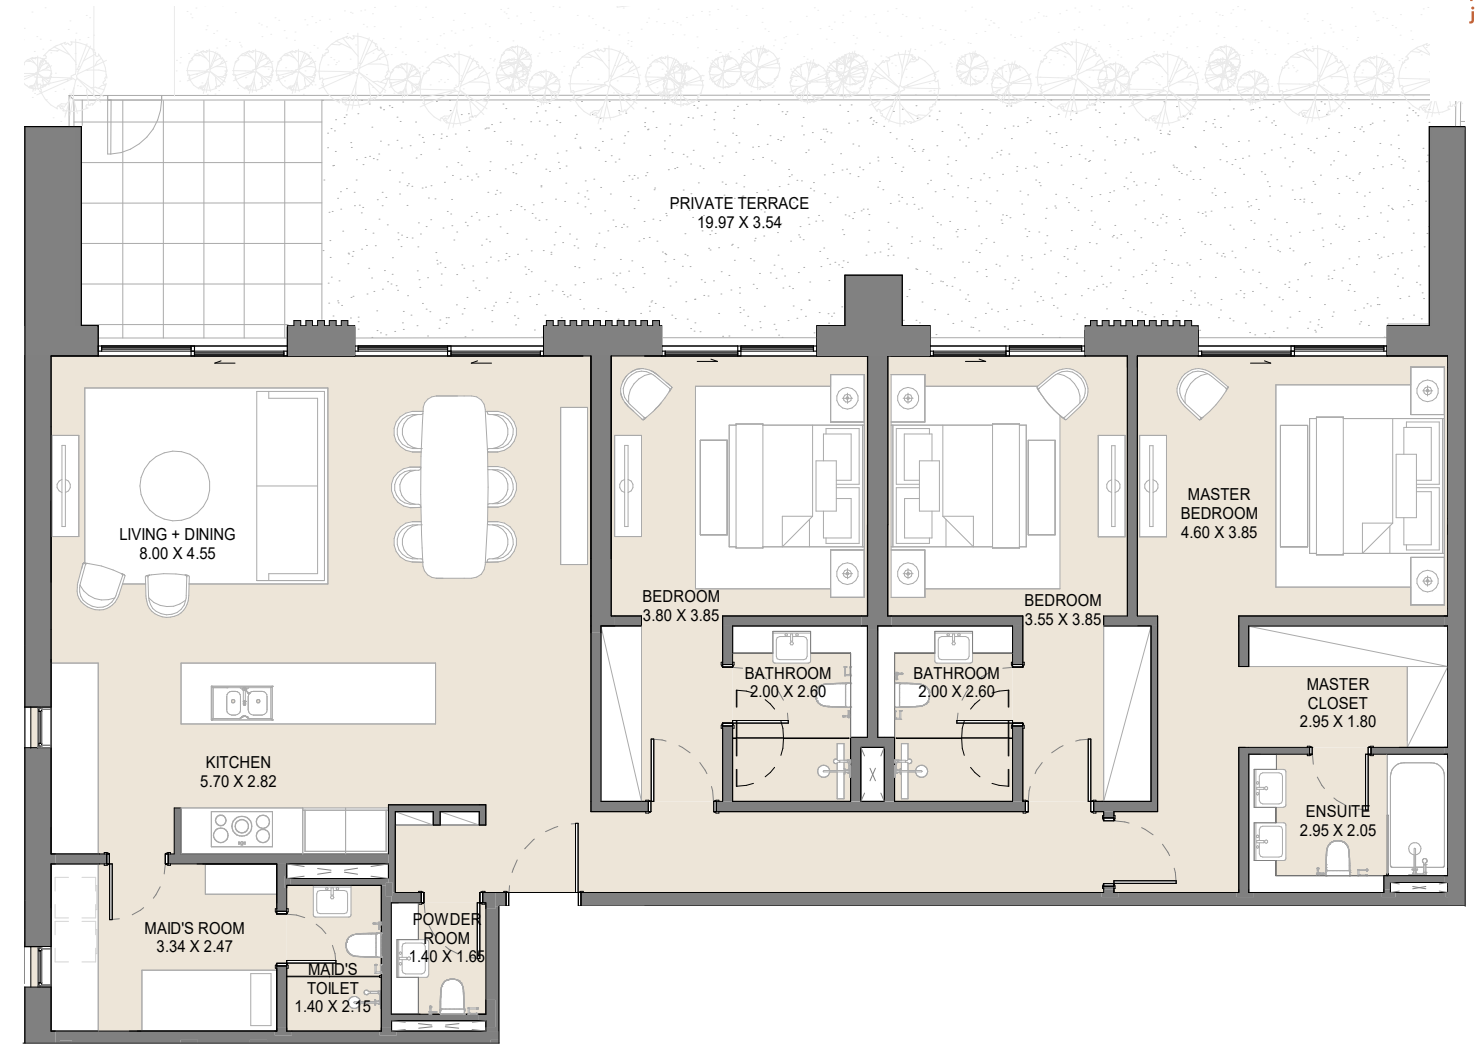 j
PRIVATE TERRACE
19.97 X 3.54
LIVING + DINING
8.00 X 4.55
MASTER
BEDROOM
4.60 X 3.85
BEDROOM
3.80 X 3.85
BEDROOM
3.55 X 3.85
BATHROOM
2.00 X 2.60
BATHROOM
2.00 X 2.60
MASTER
CLOSET
2.95 X 1.80
KITCHEN
5.70 X 2.82
ENSUITE
2.95 X 2.05
MAID'S ROOM
3.34 X 2.47
POWDER
ROOM
1.40 X 1.65
MAID'S
TOILET
1.40 X 2.15